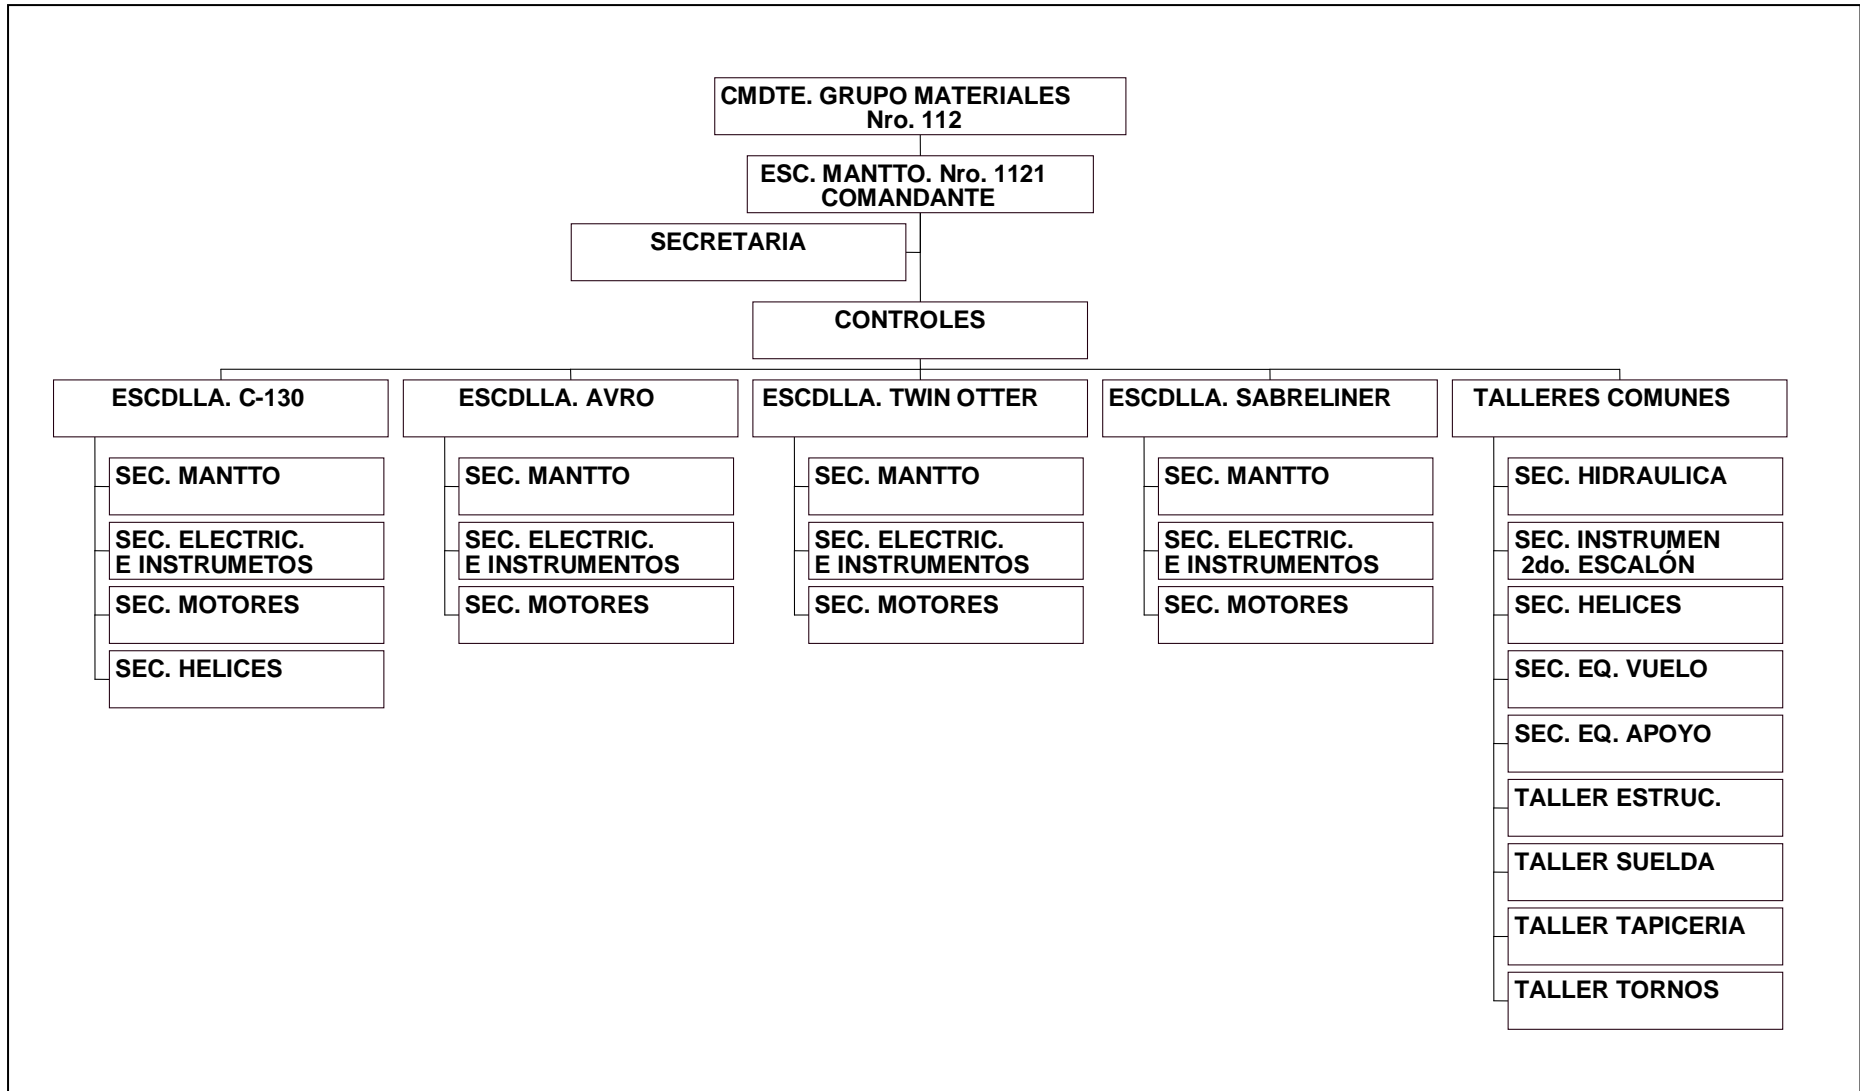 CMDTE. GRUPO MATERIALES
Nro. 112
ESC. MANTTO. Nro. 1121
COMANDANTE
SECRETARIA
CONTROLES
ESCDLLA. C-130
SEC. MANTTO
SEC. ELECTRIC.
E INSTRUMETOS
SEC. MOTORES
SEC. HELICES
ESCDLLA. AVRO
SEC. MANTTO
SEC. ELECTRIC.
E INSTRUMENTOS
SEC. MOTORES
ESCDLLA. TWIN OTTER
SEC. MANTTO
SEC. ELECTRIC.
E INSTRUMENTOS
SEC. MOTORES
ESCDLLA. SABRELINER
SEC. MANTTO
SEC. ELECTRIC.
E INSTRUMENTOS
SEC. MOTORES
TALLERES COMUNES
SEC. HIDRAULICA
SEC. INSTRUMEN
2do. ESCALÓN
SEC. HELICES
SEC. EQ. VUELO
SEC. EQ. APOYO
TALLER ESTRUC.
TALLER SUELDA
TALLER TAPICERIA
TALLER TORNOS